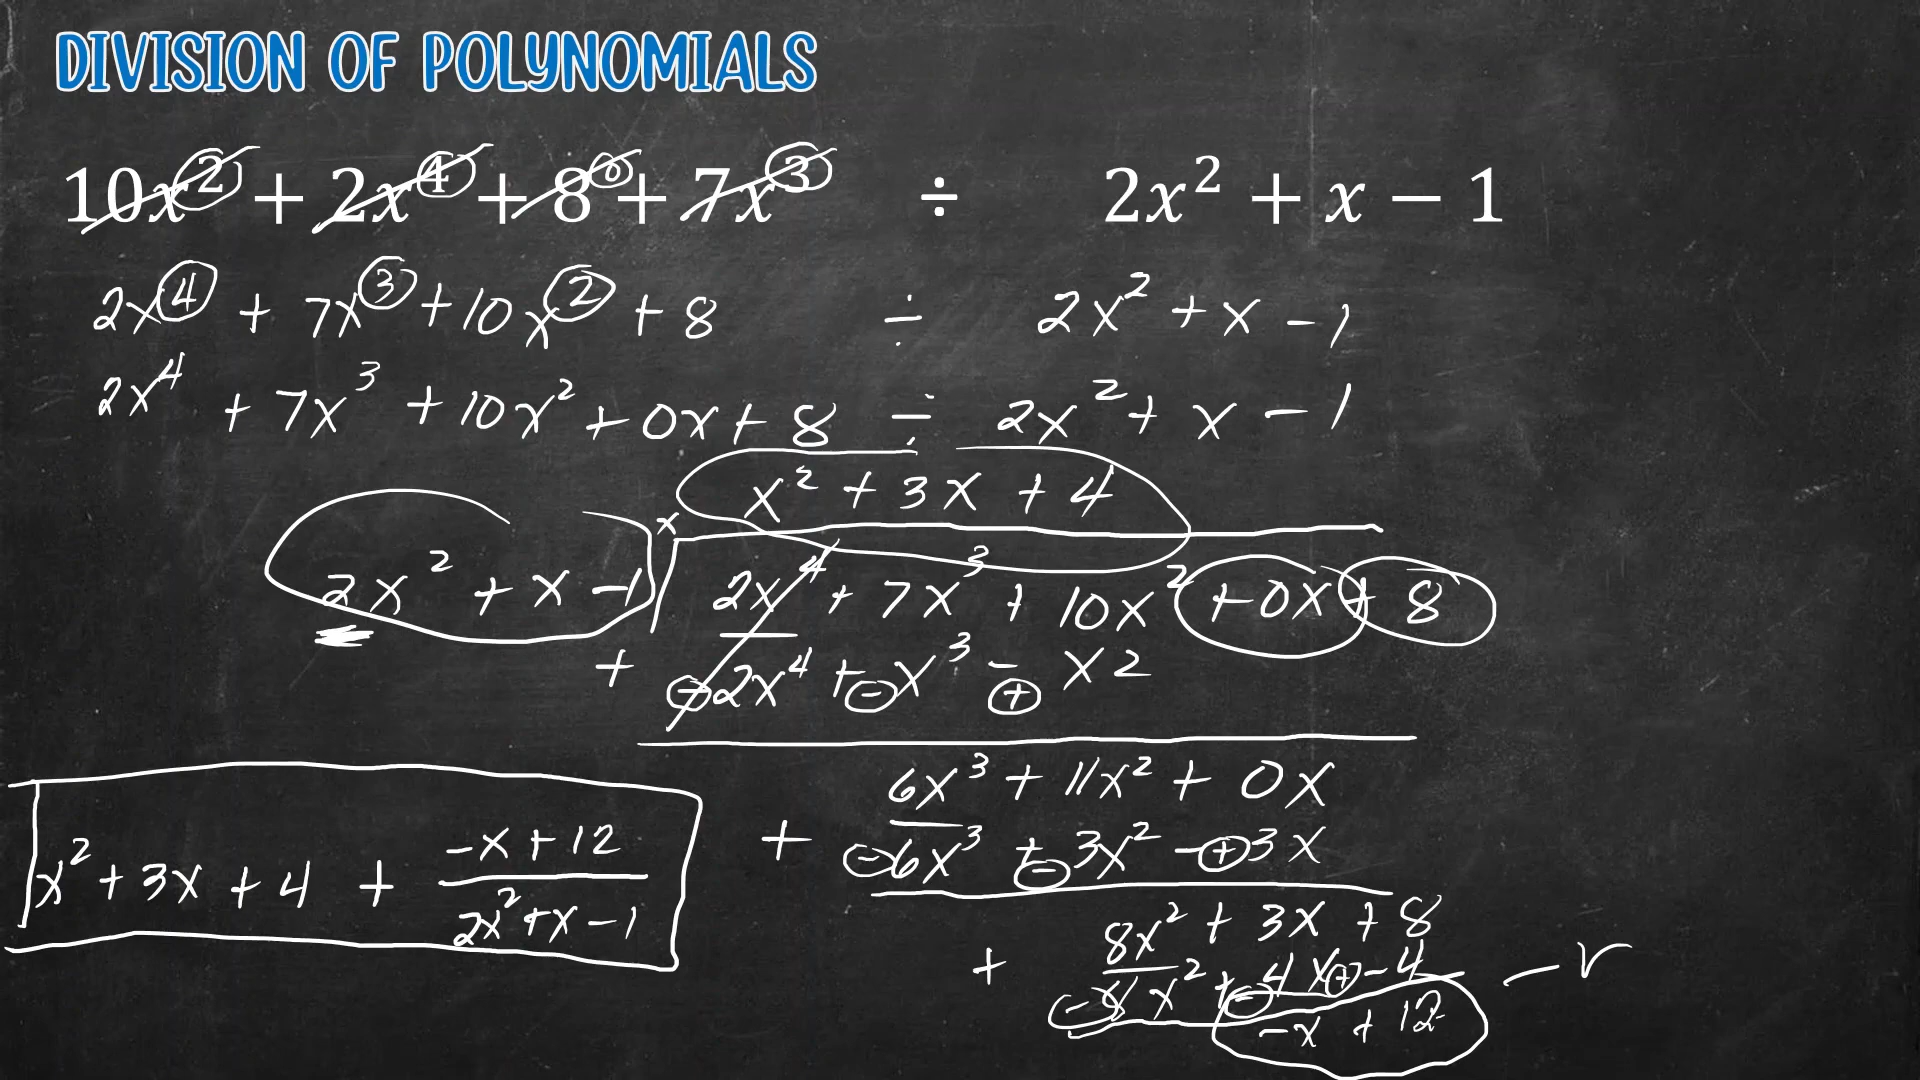 DIVISION OF POLYNOMIALS
10x² + 2x⁴ + 8⁰ + 7x³ ÷ 2x² + x − 1
2x⁴ + 7x³ + 10x² + 8 ÷ 2x² + x − 1
2x⁴ + 7x³ + 10x² + 0x + 8 ÷ 2x² + x − 1
x² + 3x + 4
x
2x² + x − 1 2x⁴ + 7x³ + 10x² + 0x + 8
+ − 2x⁴ + − x³ − + x2
6x³ + 11x² + 0x
+ − 6x³ + − 3x² − + 3x
8x² + 3x + 8
+ − 8x² + − 4x − + 4
−x + 12 — r
x² + 3x + 4 + −x + 12
2x² + x − 1